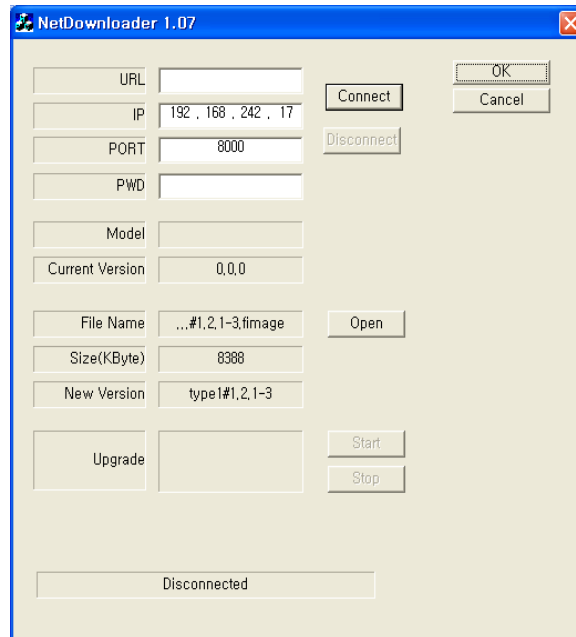 NetDownloader 1.07
URL
Connect
OK
IP 192 . 168 . 242 . 17
Cancel
PORT 8000
Disconnect
PWD
Model
Current Version 0,0,0
File Name ...#1,2,1-3,fimage Open
Size(KByte) 8388
New Version type1#1,2,1-3
Upgrade
Start
Stop
Disconnected